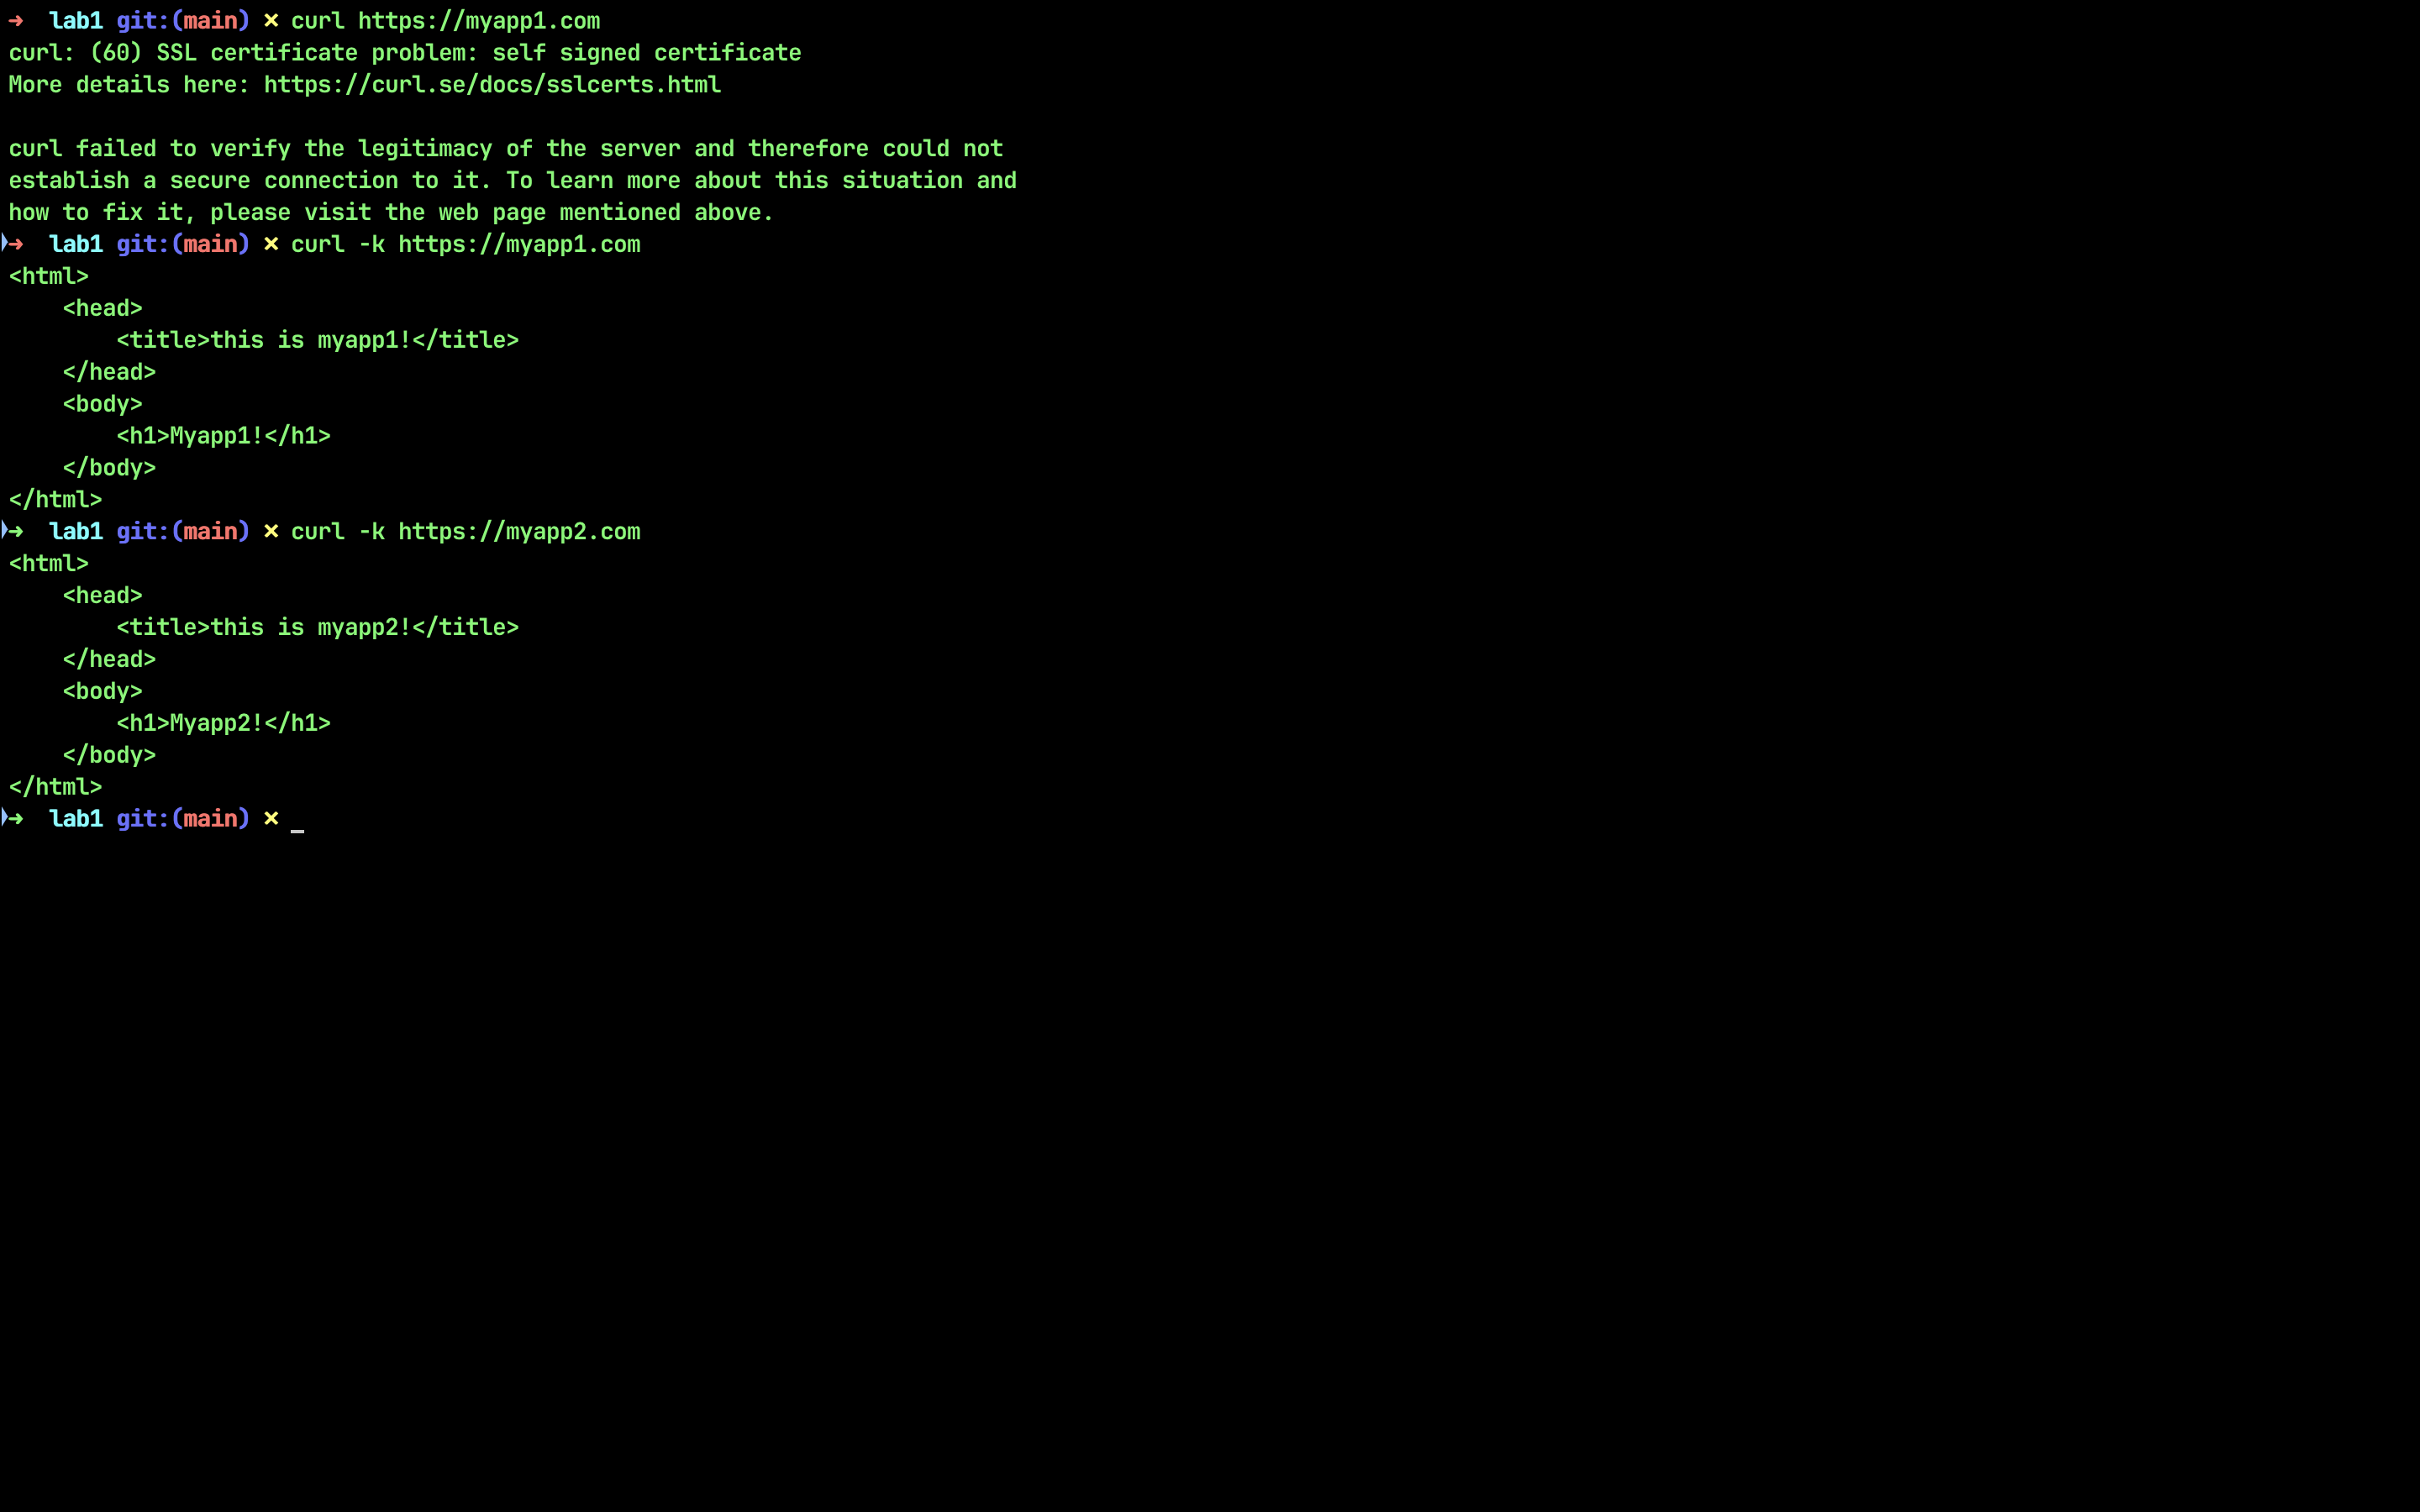 ➜  lab1 git:(main) ✗ curl https://myapp1.com
curl: (60) SSL certificate problem: self signed certificate
More details here: https://curl.se/docs/sslcerts.html

curl failed to verify the legitimacy of the server and therefore could not
establish a secure connection to it. To learn more about this situation and
how to fix it, please visit the web page mentioned above.
➜  lab1 git:(main) ✗ curl -k https://myapp1.com
<html>
    <head>
        <title>this is myapp1!</title>
    </head>
    <body>
        <h1>Myapp1!</h1>
    </body>
</html>
➜  lab1 git:(main) ✗ curl -k https://myapp2.com
<html>
    <head>
        <title>this is myapp2!</title>
    </head>
    <body>
        <h1>Myapp2!</h1>
    </body>
</html>
➜  lab1 git:(main) ✗ _